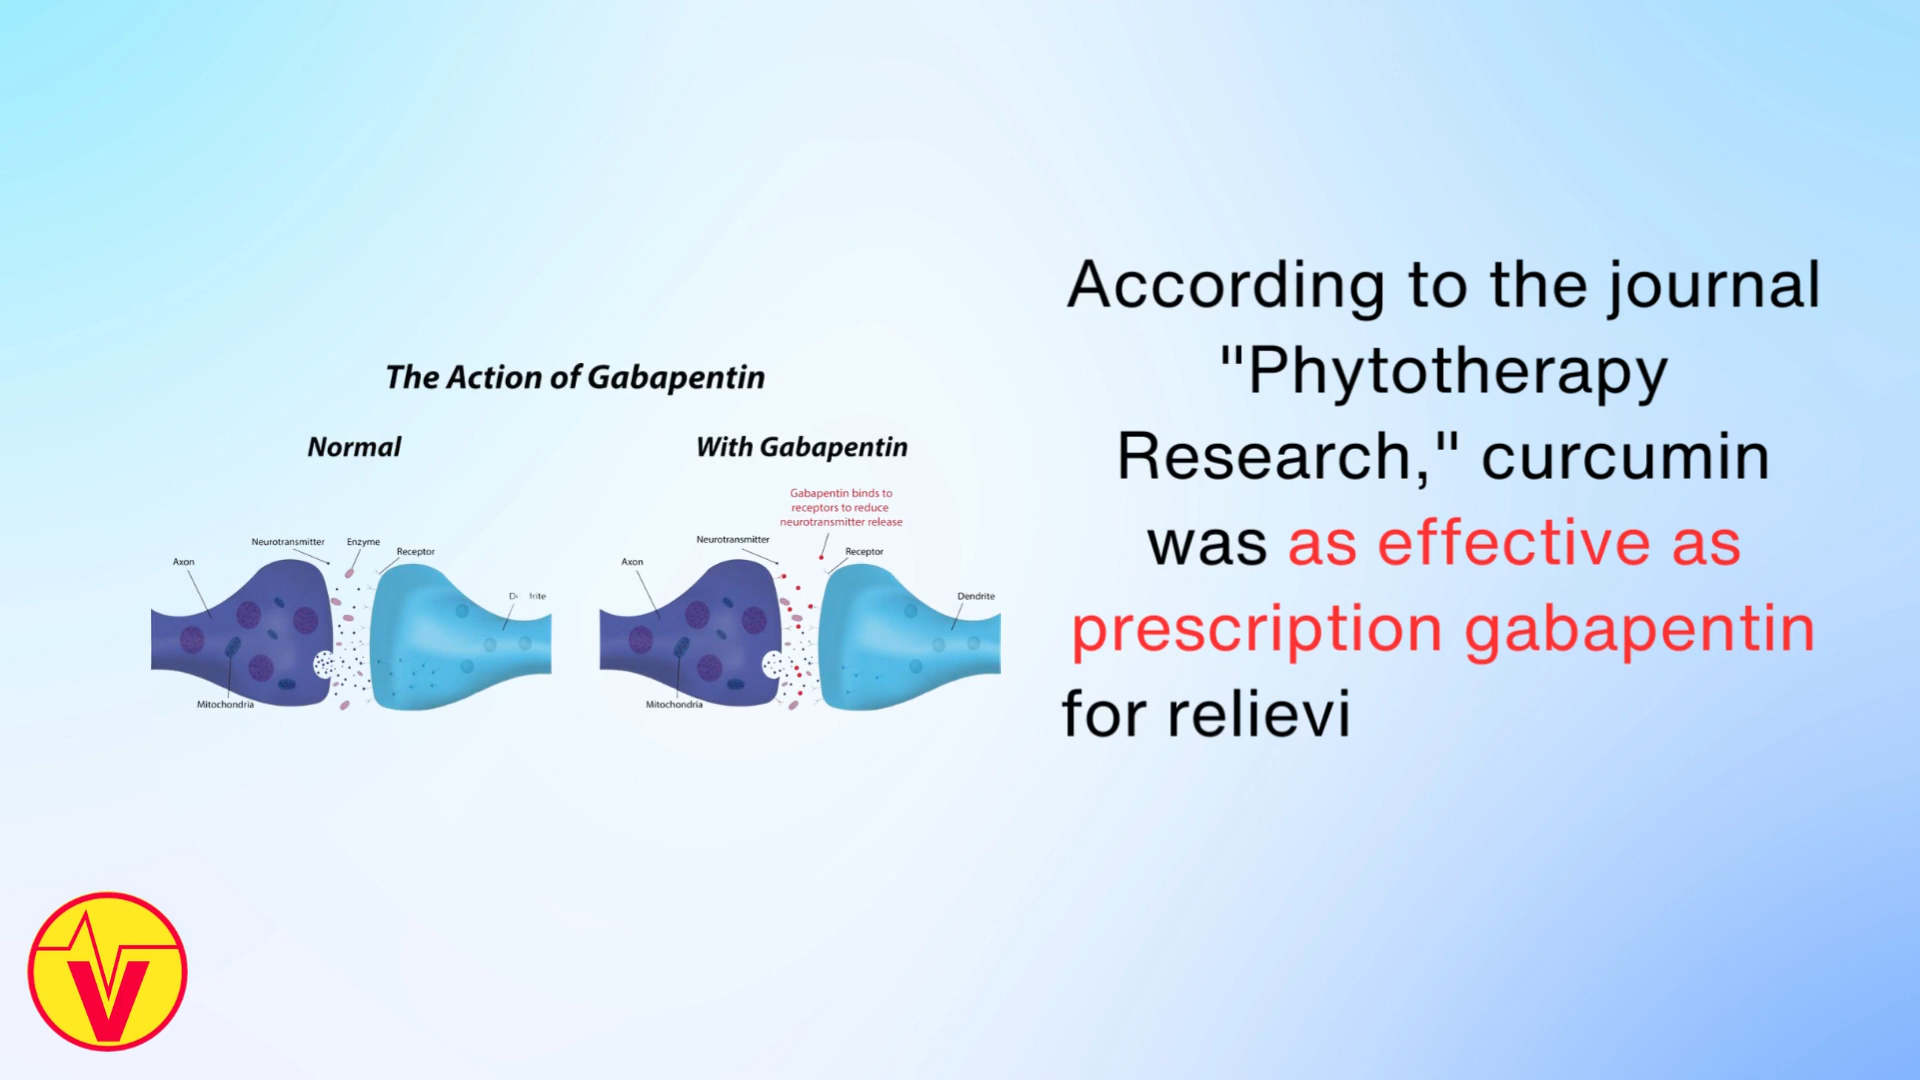 The Action of Gabapentin
Normal
With Gabapentin
Gabapentin binds to
receptors to reduce
neurotransmitter release
Neurotransmitter
Enzyme
Receptor
Axon
Mitochondria
Neurotransmitter
Receptor
Axon
Dendrite
Mitochondria
According to the journal
"Phytotherapy
Research," curcumin
was as effective as
prescription gabapentin
for relievi
V